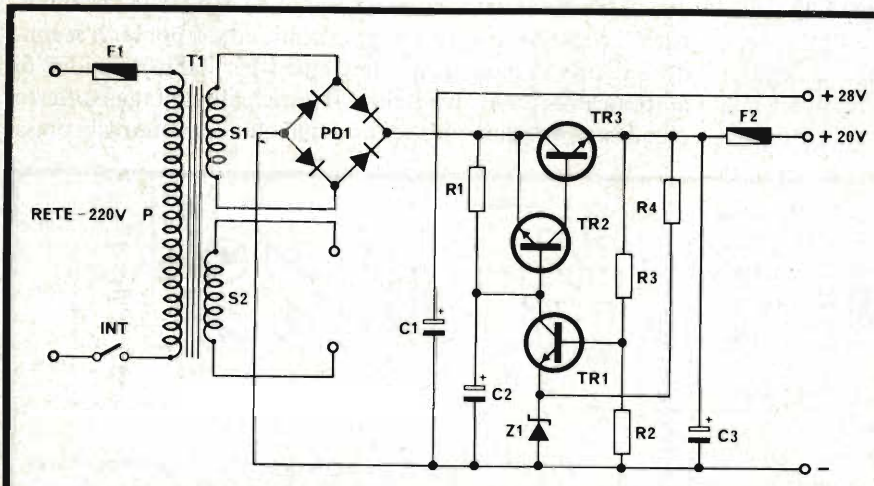 F1
T1
S1
PD1
TR3
+ 28V
F2
+ 20V
R1
R4
RETE - 220V P
TR2
R3
S2
INT
C1
+
TR1
C2
+
Z1
R2
C3
+
-